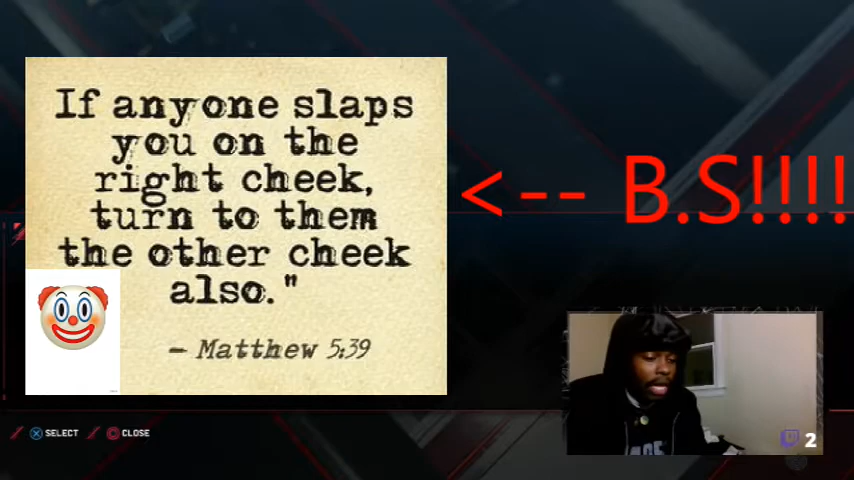 If anyone slaps
you on the
right cheek,
turn to them
the other cheek
also."
– Matthew 5:39
<-- B.S!!!!
SELECT
CLOSE
2